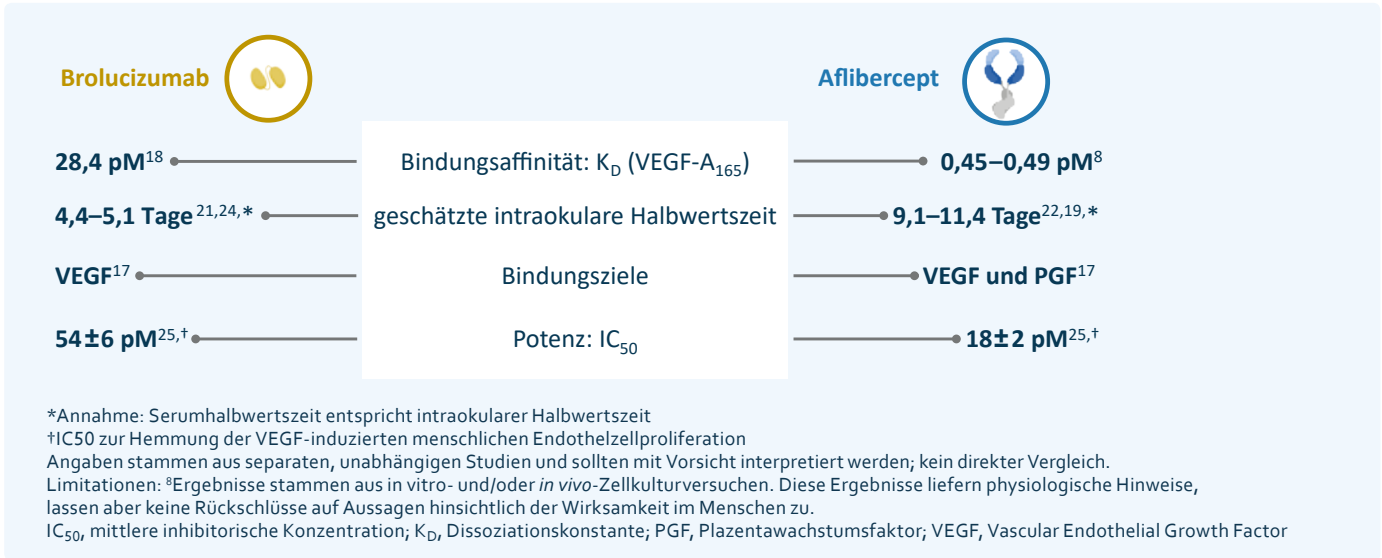 Brolucizumab
Aflibercept
28,4 pM¹⁸ Bindungsaffinität: K_D (VEGF-A₁₆₅) 0,45–0,49 pM⁸
4,4–5,1 Tage²¹,²⁴,* geschätzte intraokulare Halbwertszeit 9,1–11,4 Tage²²,¹⁹,*
VEGF¹⁷ Bindungsziele VEGF und PGF¹⁷
54±6 pM²⁵,† Potenz: IC₅₀ 18±2 pM²⁵,†
*Annahme: Serumhalbwertszeit entspricht intraokularer Halbwertszeit
†IC50 zur Hemmung der VEGF-induzierten menschlichen Endothelzellproliferation
Angaben stammen aus separaten, unabhängigen Studien und sollten mit Vorsicht interpretiert werden; kein direkter Vergleich.
Limitationen: ⁸Ergebnisse stammen aus in vitro- und/oder in vivo-Zellkulturversuchen. Diese Ergebnisse liefern physiologische Hinweise,
lassen aber keine Rückschlüsse auf Aussagen hinsichtlich der Wirksamkeit im Menschen zu.
IC₅₀, mittlere inhibitorische Konzentration; K_D, Dissoziationskonstante; PGF, Plazentawachstumsfaktor; VEGF, Vascular Endothelial Growth Factor